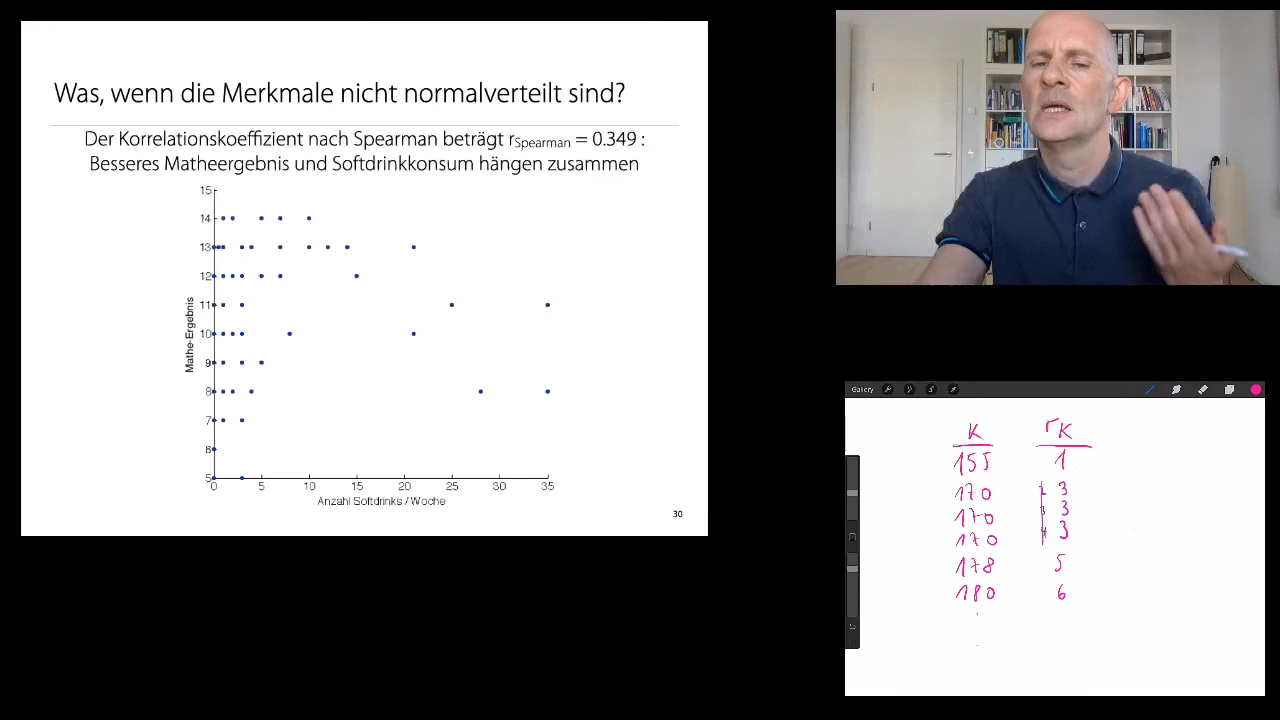 Was, wenn die Merkmale nicht normalverteilt sind?
Der Korrelationskoeffizient nach Spearman beträgt rSpearman = 0.349 :
Besseres Matheergebnis und Softdrinkkonsum hängen zusammen
15
14
13
12
11
10
9
8
7
6
5
Mathe-Ergebnis
0 5 10 15 20 25 30 35
Anzahl Softdrinks / Woche
30
Gallery
K rK
155 1
170 2 3
170 3 3
170 4 3
178 5
180 6